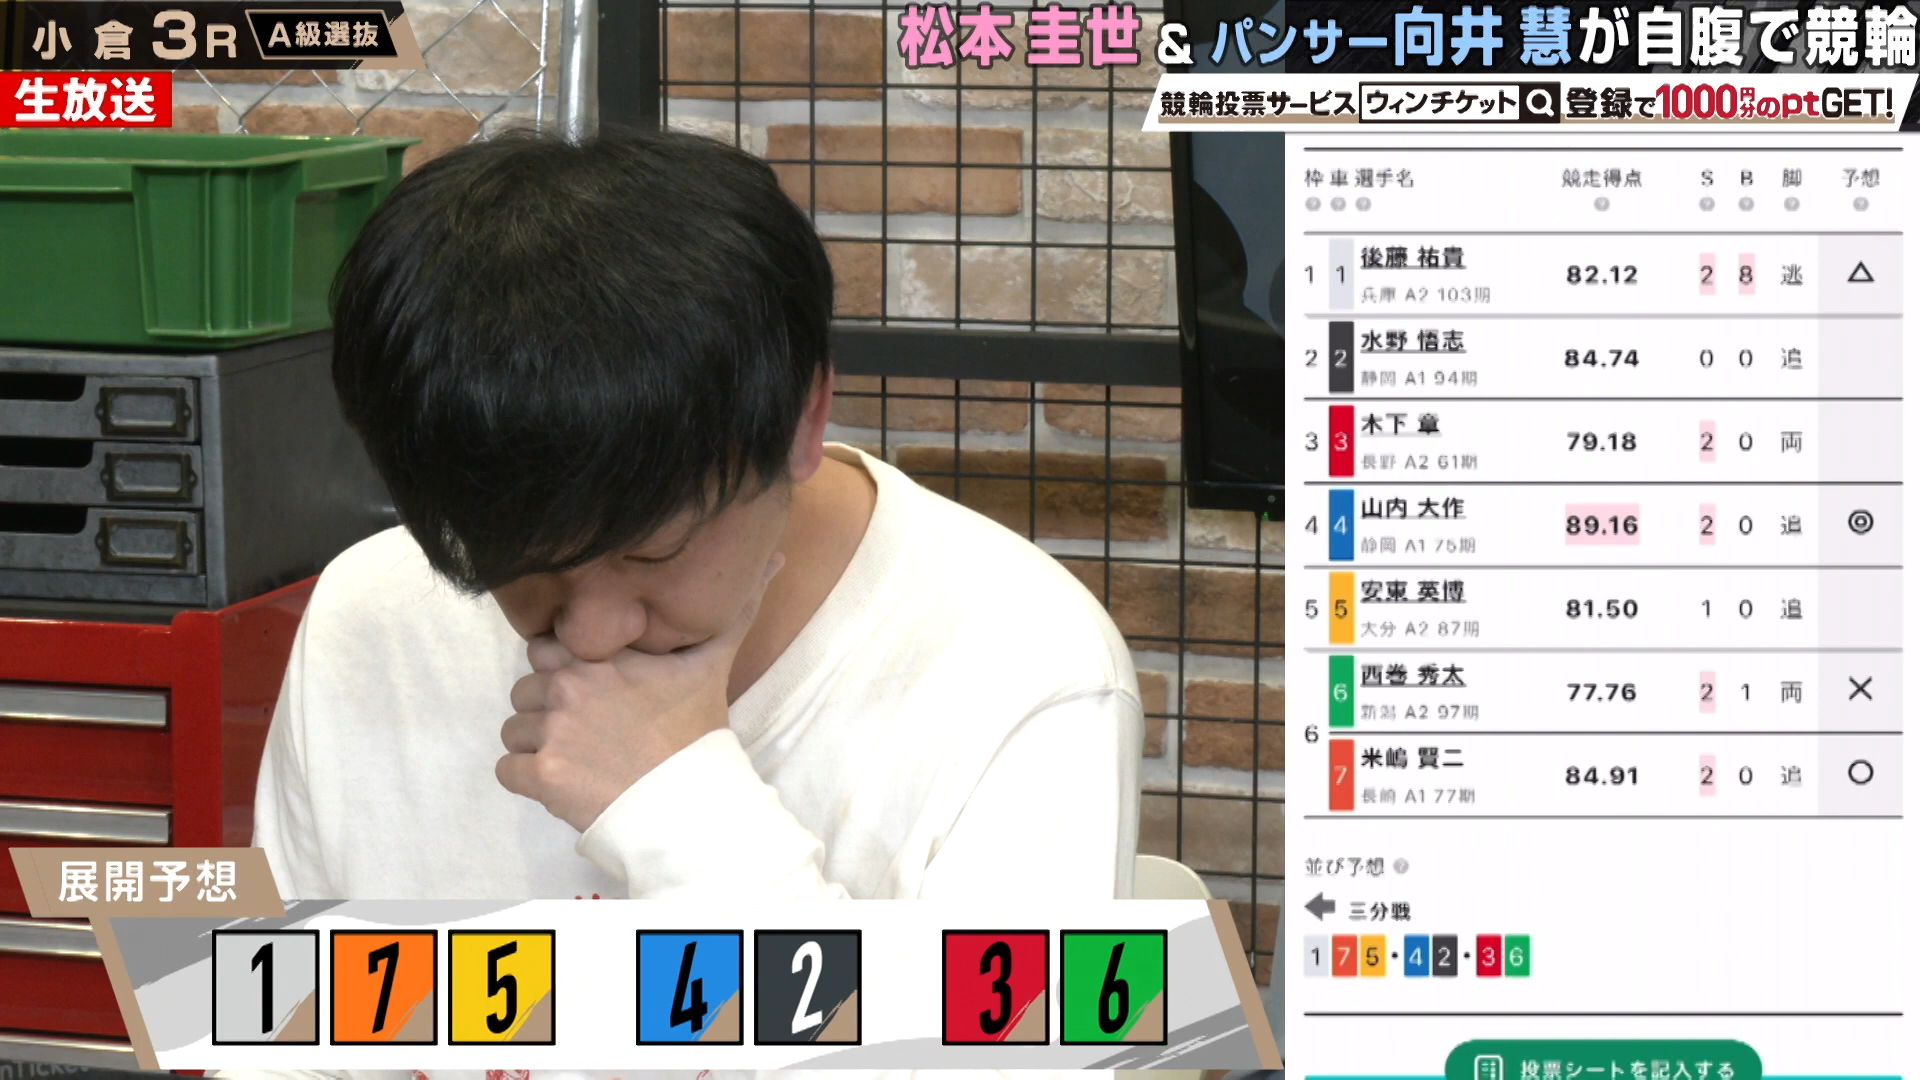 小倉3R A級選抜
生放送
松本圭世&パンサー向井慧が自腹で競輪
競輪投票サービス ウィンチケット 登録で1000円分のptGET!
枠 車 選手名 競走得点 S B 脚 予想
1 1 後藤 祐貴 82.12 2 8 逃 △
兵庫 A2 103期
2 2 水野 悟志 84.74 0 0 追
静岡 A1 94期
3 3 木下 章 79.18 2 0 両
長野 A2 61期
4 4 山内 大作 89.16 2 0 追 ◎
静岡 A1 75期
5 5 安東 英博 81.50 1 0 追
大分 A2 87期
6 6 西巻 秀太 77.76 2 1 両 ×
新潟 A2 97期
7 米嶋 賢二 84.91 2 0 追 ○
長崎 A1 77期
並び予想
三分戦
1 7 5・4 2・3 6
投票シートを記入する
展開予想
1 7 5 4 2 3 6